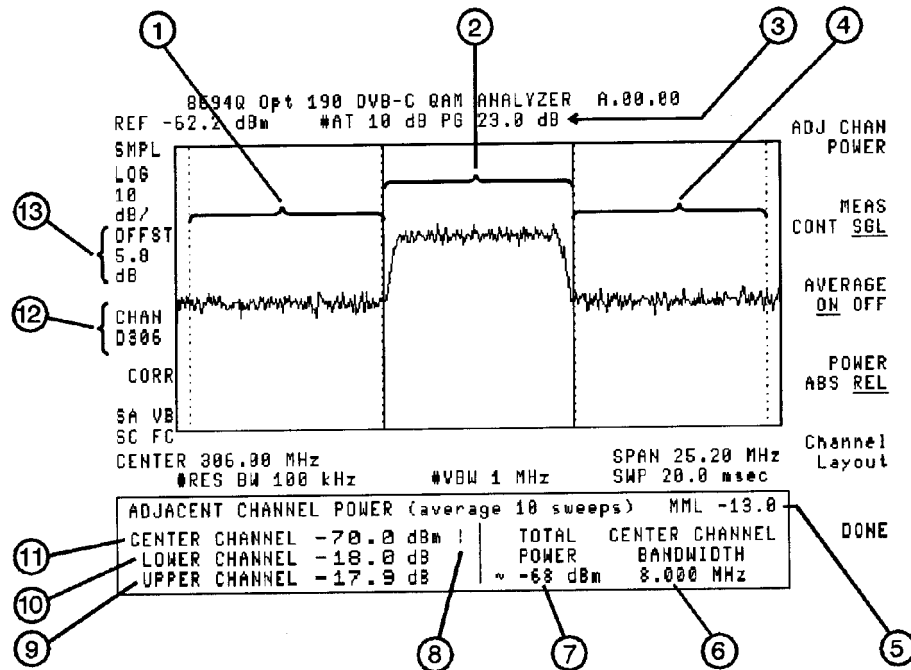 1
2
3
4
8594Q Opt 190 DVB-C QAM ANALYZER A.00.00
REF -62.2 dBm #AT 10 dB PG 23.0 dB
ADJ CHAN
POWER
SMPL
LOG
10
dB/
13
OFFST
5.0
dB
MEAS
CONT SGL
12
CHAN
D306
AVERAGE
ON OFF
CORR
POWER
ABS REL
SA VB
SC FC
CENTER 306.00 MHz SPAN 25.20 MHz
#RES BW 100 kHz #VBW 1 MHz SWP 20.0 msec
Channel
Layout
ADJACENT CHANNEL POWER (average 10 sweeps) MML -13.0
11
CENTER CHANNEL -70.0 dBm ¦ TOTAL CENTER CHANNEL
DONE
10
LOWER CHANNEL -18.0 dB POWER BANDWIDTH
UPPER CHANNEL -17.9 dB ~ -68 dBm 8.000 MHz
9
8
7
6
5